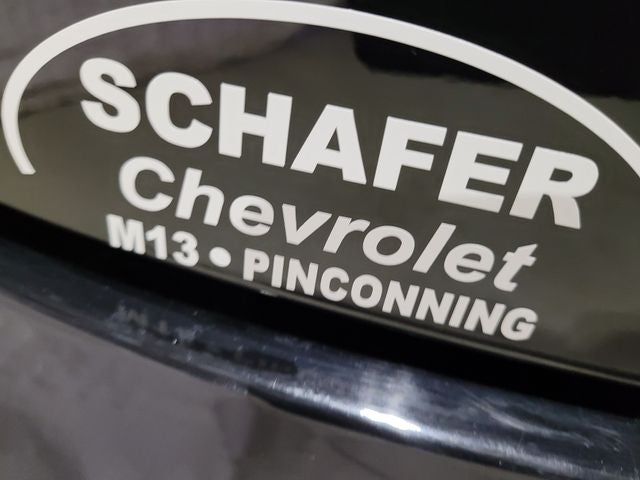 SCHAFER
Chevrolet
M13 • PINCONNING